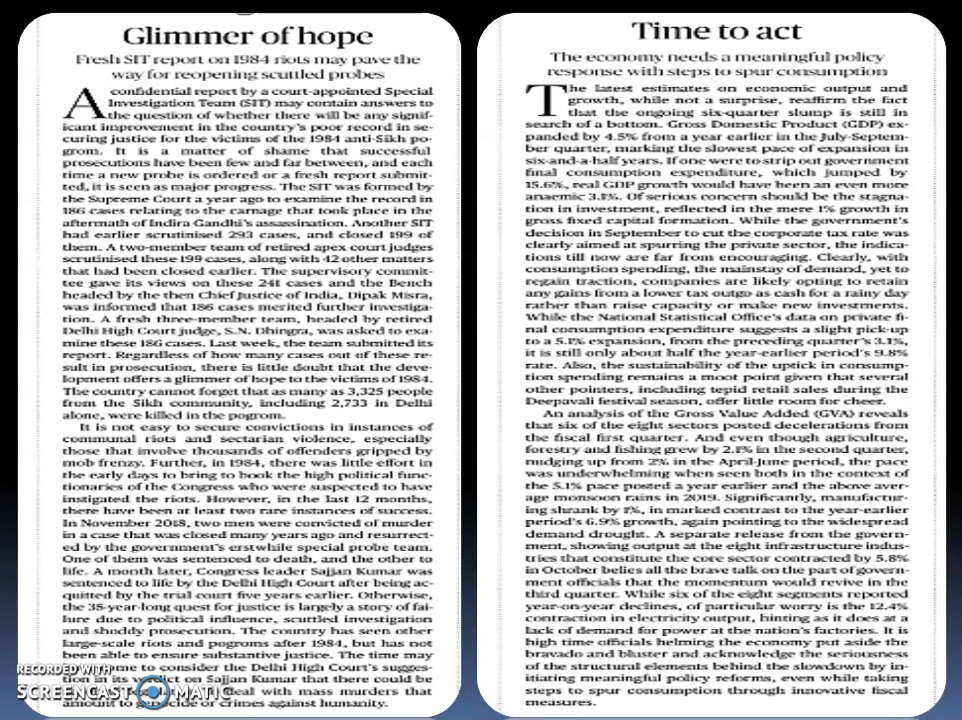 Glimmer of hope
Fresh SIT report on 1984 riots may pave the
way for reopening scuttled probes
A confidential report by a court-appointed Special
Investigation Team (SIT) may contain answers to
the question of whether there will be any signif-
icant improvement in the country's poor record in se-
curing justice for the victims of the 1984 anti-Sikh po-
grom. It is a matter of shame that successful
prosecutions have been few and far between, and each
time a new probe is ordered or a fresh report submit-
ted, it is seen as major progress. The SIT was formed by
the Supreme Court a year ago to examine the record in
186 cases relating to the carnage that took place in the
aftermath of Indira Gandhi's assassination. Another SIT
had earlier scrutinised 293 cases, and closed 199 of
them. A two-member team of retired apex court judges
scrutinised these 199 cases, along with 42 other matters
that had been closed earlier. The supervisory commit-
tee gave its views on these 241 cases and the Bench
headed by the then Chief Justice of India, Dipak Misra,
was informed that 186 cases merited further investiga-
tion. A fresh three-member team, headed by retired
Delhi High Court judge, S.N. Dhingra, was asked to exa-
mine these 186 cases. Last week, the team submitted its
report. Regardless of how many cases out of these re-
sult in prosecution, there is little doubt that the deve-
lopment offers a glimmer of hope to the victims of 1984.
The country cannot forget that as many as 3,325 people
from the Sikh community, including 2,733 in Delhi
alone, were killed in the pogrom.
It is not easy to secure convictions in instances of
communal riots and sectarian violence, especially
those that involve thousands of offenders gripped by
mob frenzy. Further, in 1984, there was little effort in
the early days to bring to book the high political func-
tionaries of the Congress who were suspected to have
instigated the riots. However, in the last 12 months,
there have been at least two rare instances of success.
In November 2018, two men were convicted of murder
in a case that was closed many years ago and resurrect-
ed by the government's erstwhile special probe team.
One of them was sentenced to death, and the other to
life. A month later, Congress leader Sajjan Kumar was
sentenced to life by the Delhi High Court after being ac-
quitted by the trial court five years earlier. Otherwise,
the 35-year-long quest for justice is largely a story of fai-
lure due to political influence, scuttled investigation
and shoddy prosecution. The country has seen other
large-scale riots and pogroms after 1984, but has not
been able to ensure substantive justice. The time may
come to consider the Delhi High Court's sugges-
tion in its verdict on Sajjan Kumar that there could be
deal with mass murders that
amount to genocide or crimes against humanity.
Time to act
The economy needs a meaningful policy
response with steps to spur consumption
The latest estimates on economic output and
growth, while not a surprise, reaffirm the fact
that the ongoing six-quarter slump is still in
search of a bottom. Gross Domestic Product (GDP) ex-
panded by 4.5% from a year earlier in the July-Septem-
ber quarter, marking the slowest pace of expansion in
six-and-a-half years. If one were to strip out government
final consumption expenditure, which jumped by
15.6%, real GDP growth would have been an even more
anaemic 3.1%. Of serious concern should be the stagna-
tion in investment, reflected in the mere 1% growth in
gross fixed capital formation. While the government's
decision in September to cut the corporate tax rate was
clearly aimed at spurring the private sector, the indica-
tions till now are far from encouraging. Clearly, with
consumption spending, the mainstay of demand, yet to
regain traction, companies are likely opting to retain
any gains from a lower tax outgo as cash for a rainy day
rather than raise capacity or make new investments.
While the National Statistical Office's data on private fi-
nal consumption expenditure suggests a slight pick-up
to a 5.1% expansion, from the preceding quarter's 3.1%,
it is still only about half the year-earlier period's 9.8%
rate. Also, the sustainability of the uptick in consump-
tion spending remains a moot point given that several
other pointers, including tepid retail sales during the
Deepavali festival season, offer little room for cheer.
An analysis of the Gross Value Added (GVA) reveals
that six of the eight sectors posted decelerations from
the fiscal first quarter. And even though agriculture,
forestry and fishing grew by 2.1% in the second quarter,
nudging up from 2% in the April-June period, the pace
was underwhelming when seen both in the context of
the 5.1% pace posted a year earlier and the above aver-
age monsoon rains in 2019. Significantly, manufactur-
ing shrank by 1%, in marked contrast to the year-earlier
period's 6.9% growth, again pointing to the widespread
demand drought. A separate release from the govern-
ment, showing output at the eight infrastructure indus-
tries that constitute the core sector contracted by 5.8%
in October belies all the brave talk on the part of govern-
ment officials that the momentum would revive in the
third quarter. While six of the eight segments reported
year-on-year declines, of particular worry is the 12.4%
contraction in electricity output, hinting as it does at a
lack of demand for power at the nation's factories. It is
high time officials helming the economy put aside the
bravado and bluster and acknowledge the seriousness
of the structural elements behind the slowdown by in-
itiating meaningful policy reforms, even while taking
steps to spur consumption through innovative fiscal
measures.
RECORDED WITH
SCREENCAST MATIC